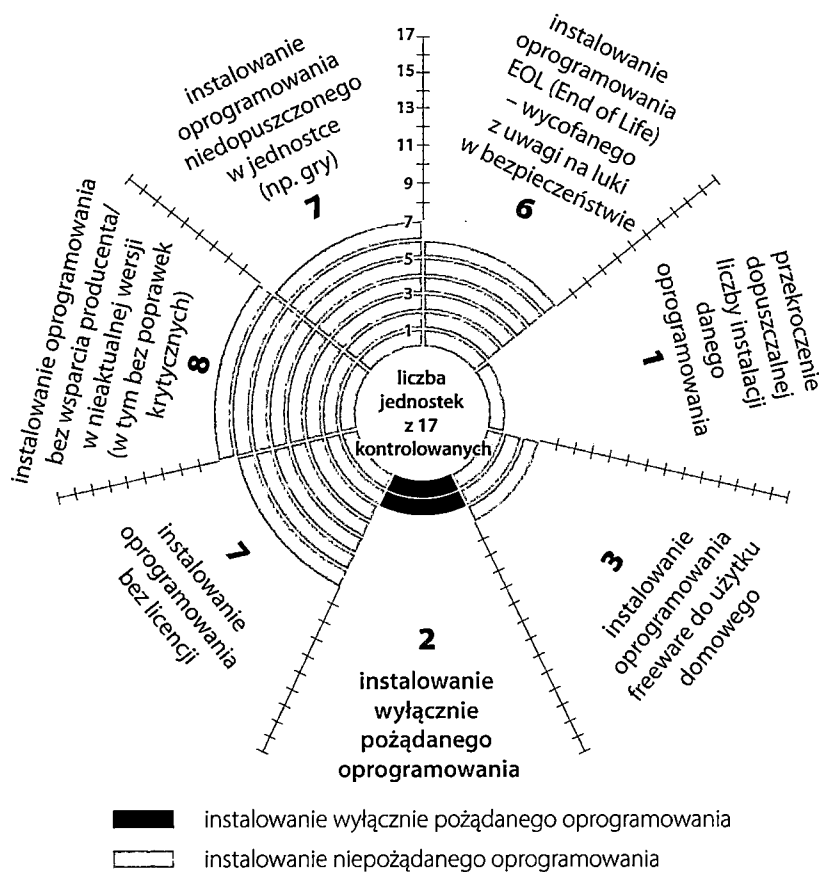 17
15
13
11
9
7
5
3
1
instalowanie
oprogramowania
EOL (End of Life)
– wycofanego
z uwagi na luki
w bezpieczeństwie
6
przekroczenie
dopuszczalnej
liczby instalacji
danego
oprogramowania
1
3
instalowanie
oprogramowania
freeware do użytku
domowego
2
instalowanie
wyłącznie
pożądanego
oprogramowania
7
instalowanie
oprogramowania
bez licencji
instalowanie oprogramowania
bez wsparcia producenta/
w nieaktualnej wersji
(w tym bez poprawek
krytycznych)
8
instalowanie
oprogramowania
niedopuszczonego
w jednostce
(np. gry)
7
liczba
jednostek
z 17
kontrolowanych
instalowanie wyłącznie pożądanego oprogramowania
instalowanie niepożądanego oprogramowania